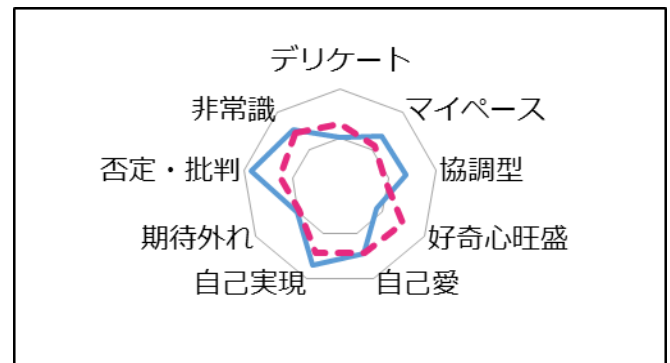 デリケート
非常識
マイペース
否定・批判
協調型
期待外れ
好奇心旺盛
自己実現
自己愛